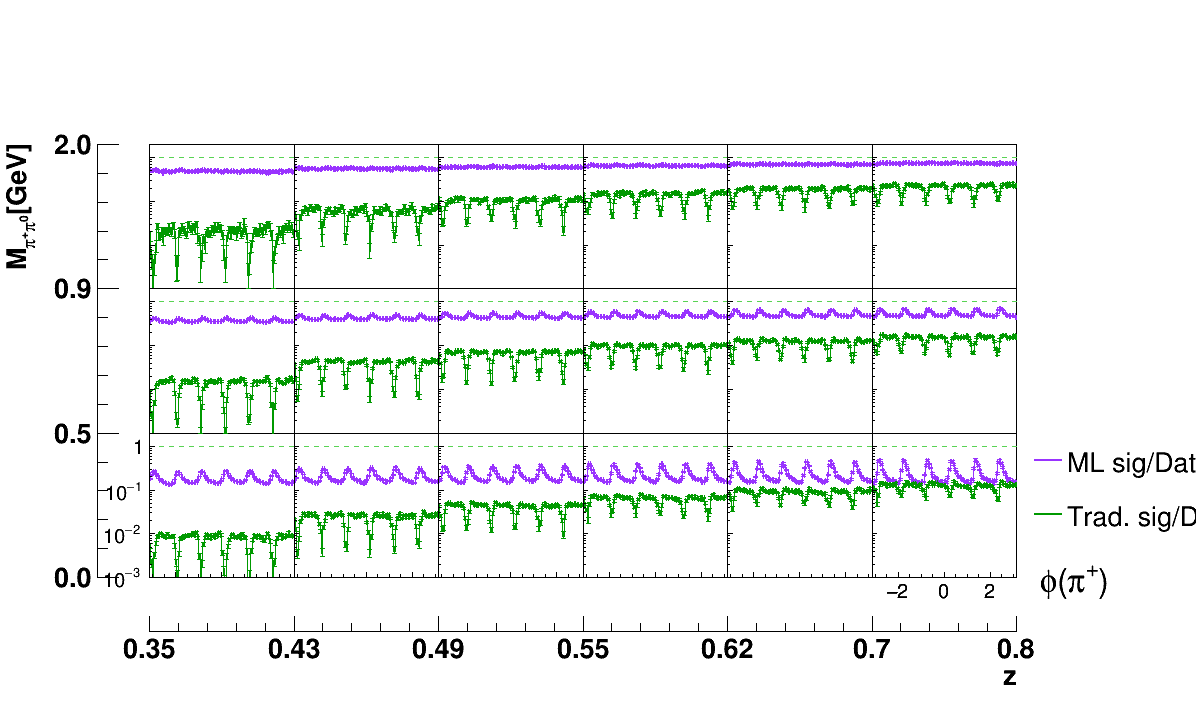 M_{π⁺π⁰}[GeV]
2.0
0.9
0.5
0.0
1
10⁻¹
10⁻²
10⁻³
ML sig/Dat
Trad. sig/D
−2 0 2
ϕ(π⁺)
0.35 0.43 0.49 0.55 0.62 0.7 0.8
z